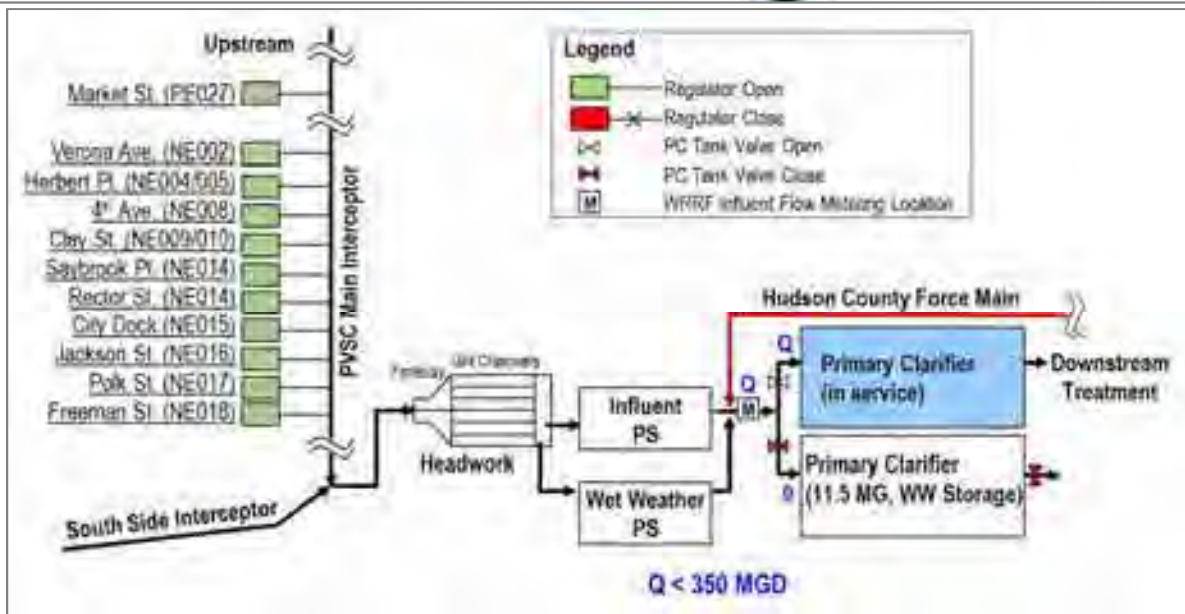 Upstream
Market St. (PE027)
Verona Ave. (NE002)
Herbert Pl. (NE004/005)
4th Ave. (NE008)
Clay St. (NE009/010)
Saybrook Pl. (NE014)
Rector St. (NE014)
City Dock (NE015)
Jackson St. (NE016)
Polk St. (NE017)
Freeman St. (NE018)
PVSC Main Interceptor
South Side Interceptor
Legend
Regulator Open
Regulator Close
PC Tank Valve Open
PC Tank Valve Close
M
WRRF Influent Flow Metering Location
Hudson County Force Main
Grit Channels
Headwork
Influent
PS
Wet Weather
PS
Q
M
Q
Primary Clarifier
(in service)
Downstream
Treatment
0
Primary Clarifier
(11.5 MG, WW Storage)
Q < 350 MGD